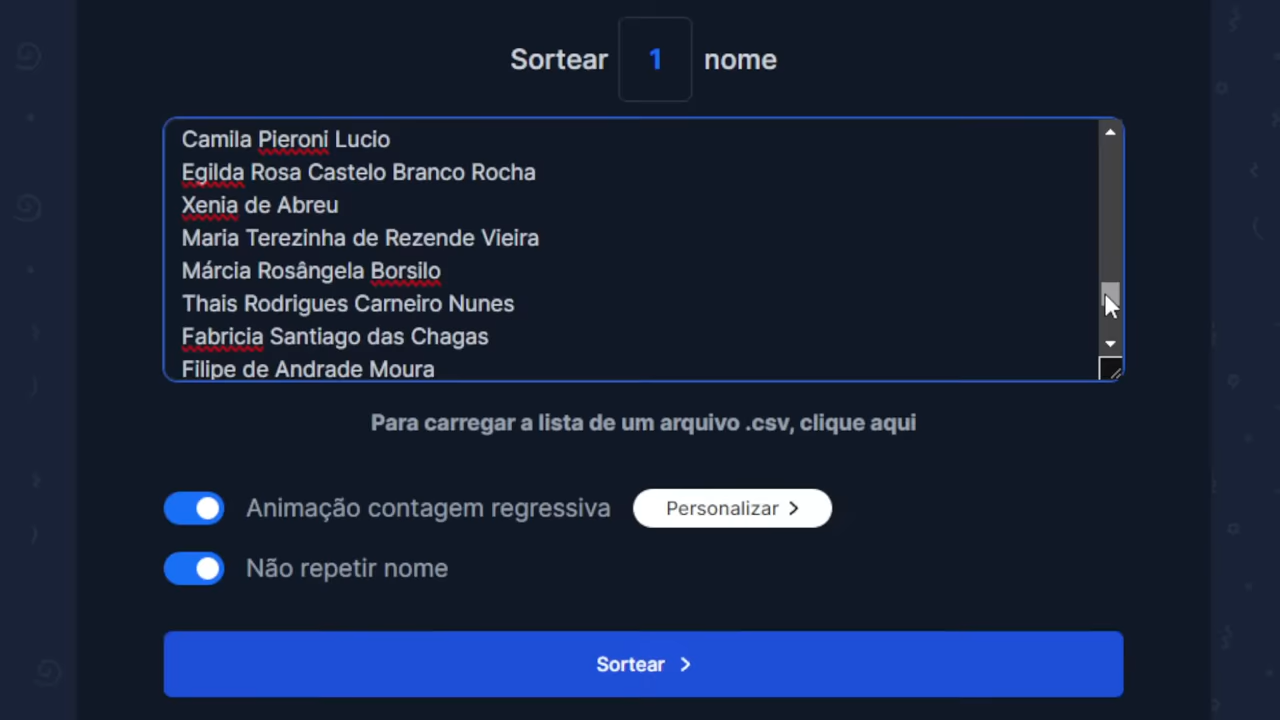 Sortear 1 nome
Camila Pieroni Lucio
Egilda Rosa Castelo Branco Rocha
Xenia de Abreu
Maria Terezinha de Rezende Vieira
Márcia Rosângela Borsilo
Thais Rodrigues Carneiro Nunes
Fabricia Santiago das Chagas
Filipe de Andrade Moura
Para carregar a lista de um arquivo .csv, clique aqui
Animação contagem regressiva Personalizar
Não repetir nome
Sortear